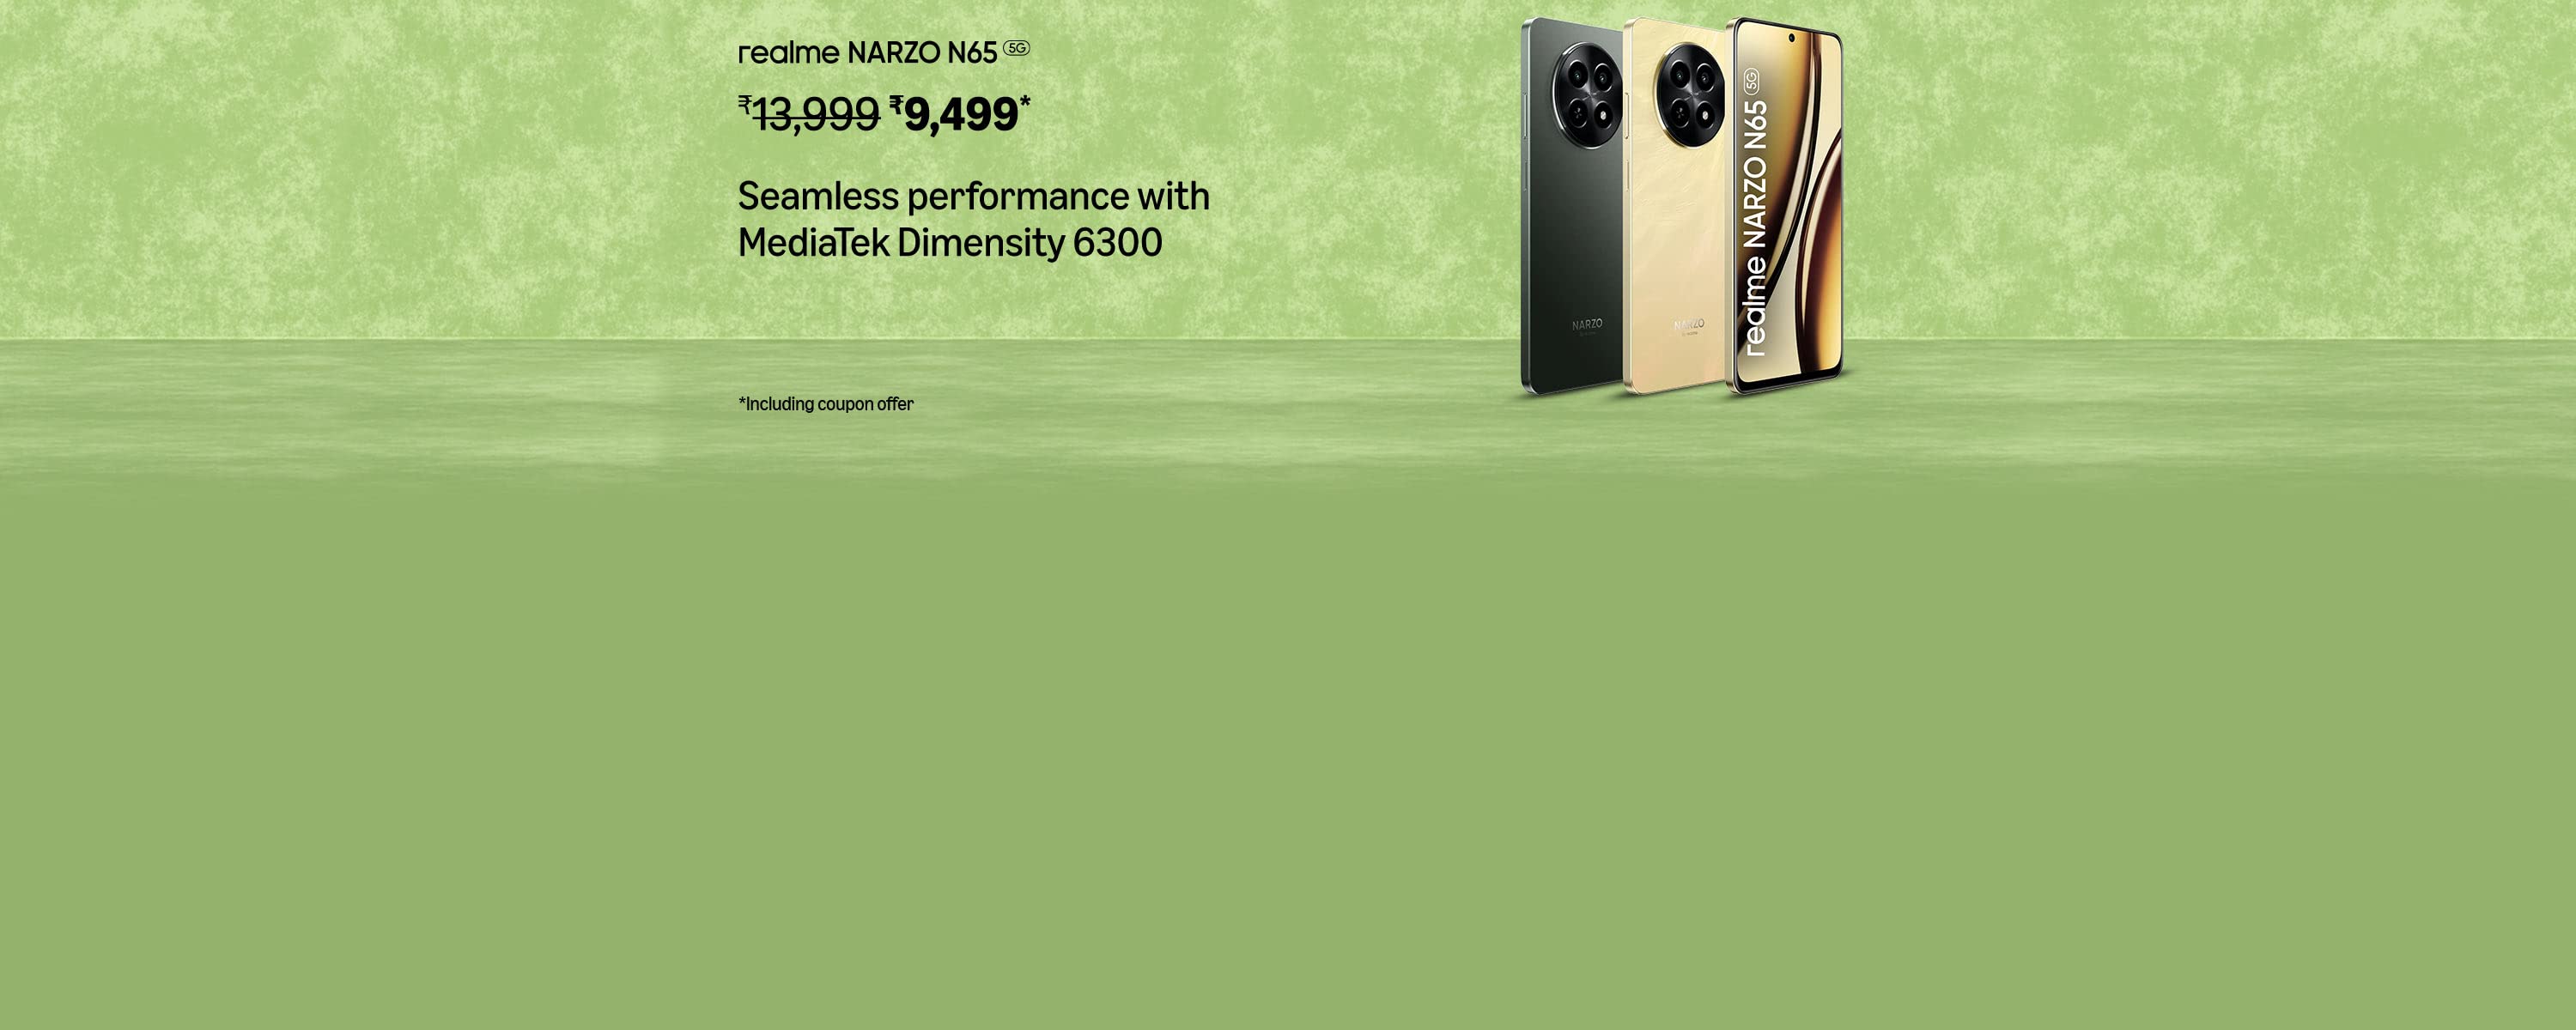 realme NARZO N65 5G
₹13,999 ₹9,499*
Seamless performance with
MediaTek Dimensity 6300
*Including coupon offer
NARZO
NARZO
realme NARZO N65 5G